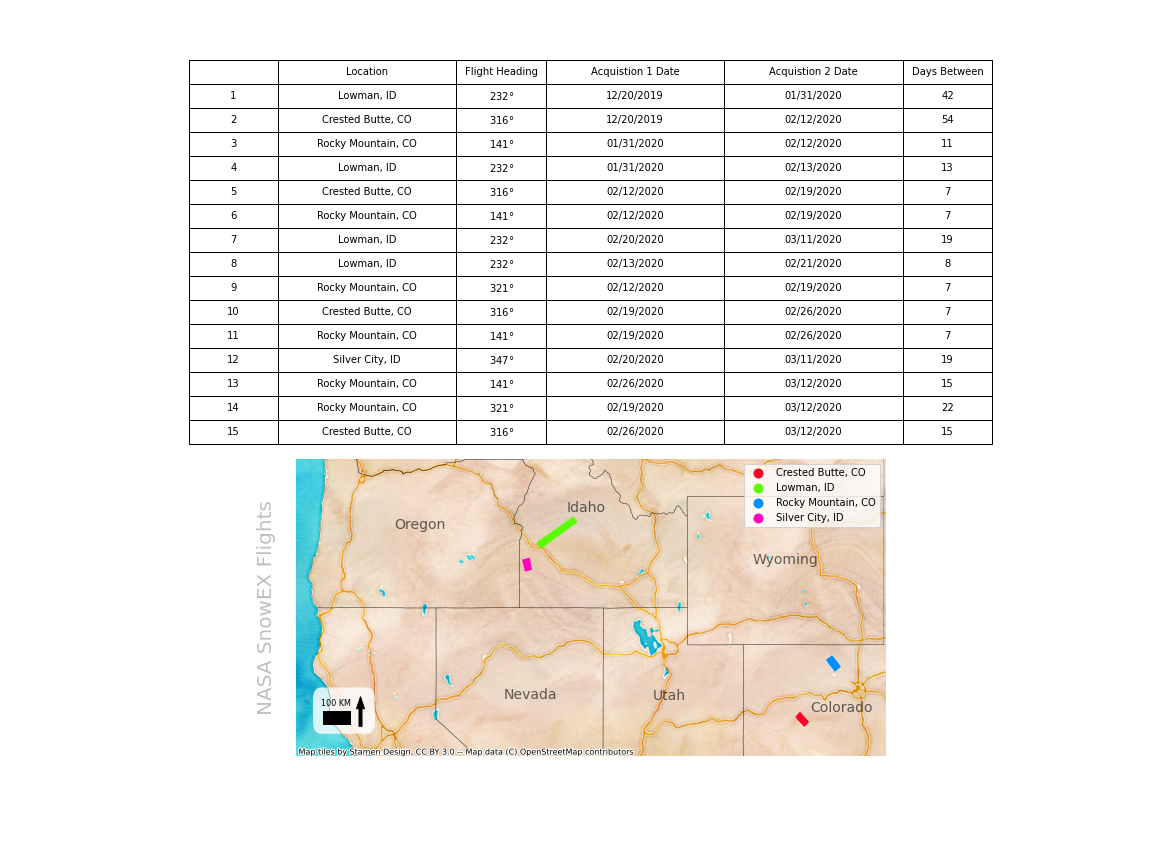 Location Flight Heading Acquistion 1 Date Acquistion 2 Date Days Between
1 Lowman, ID 232° 12/20/2019 01/31/2020 42
2 Crested Butte, CO 316° 12/20/2019 02/12/2020 54
3 Rocky Mountain, CO 141° 01/31/2020 02/12/2020 11
4 Lowman, ID 232° 01/31/2020 02/13/2020 13
5 Crested Butte, CO 316° 02/12/2020 02/19/2020 7
6 Rocky Mountain, CO 141° 02/12/2020 02/19/2020 7
7 Lowman, ID 232° 02/20/2020 03/11/2020 19
8 Lowman, ID 232° 02/13/2020 02/21/2020 8
9 Rocky Mountain, CO 321° 02/12/2020 02/19/2020 7
10 Crested Butte, CO 316° 02/19/2020 02/26/2020 7
11 Rocky Mountain, CO 141° 02/19/2020 02/26/2020 7
12 Silver City, ID 347° 02/20/2020 03/11/2020 19
13 Rocky Mountain, CO 141° 02/26/2020 03/12/2020 15
14 Rocky Mountain, CO 321° 02/19/2020 03/12/2020 22
15 Crested Butte, CO 316° 02/26/2020 03/12/2020 15
NASA SnowEX Flights
Crested Butte, CO
Lowman, ID
Rocky Mountain, CO
Silver City, ID
Idaho
Oregon
Wyoming
Nevada
Utah
Colorado
100 KM
Map tiles by Stamen Design, CC BY 3.0 -- Map data (C) OpenStreetMap contributors